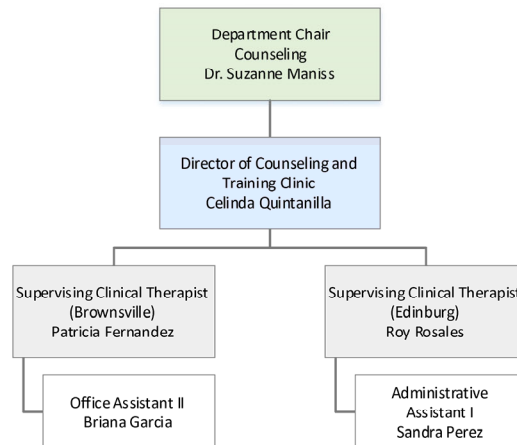 Department Chair
Counseling
Dr. Suzanne Maniss
Director of Counseling and
Training Clinic
Celinda Quintanilla
Supervising Clinical Therapist
(Brownsville)
Patricia Fernandez
Supervising Clinical Therapist
(Edinburg)
Roy Rosales
Office Assistant II
Briana Garcia
Administrative
Assistant I
Sandra Perez